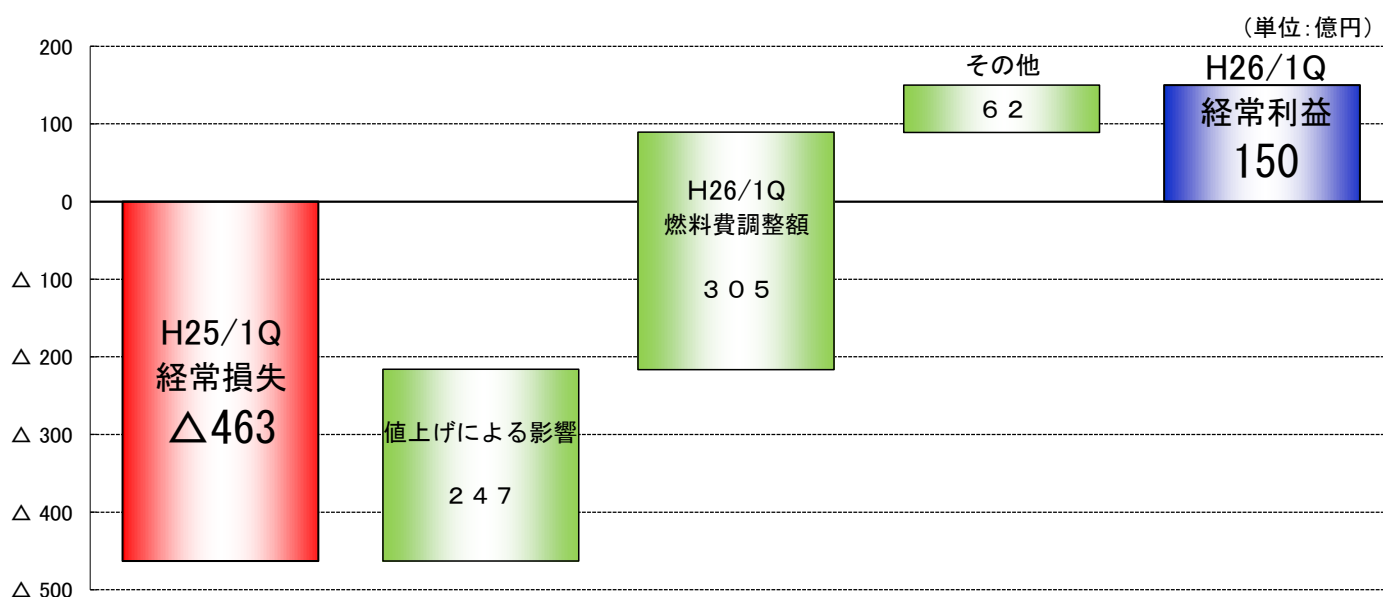 （単位：億円）
200
100
0
△ 100
△ 200
△ 300
△ 400
△ 500
H25/1Q
経常損失
△463
値上げによる影響
２４７
H26/1Q
燃料費調整額
３０５
その他
６２
H26/1Q
経常利益
150